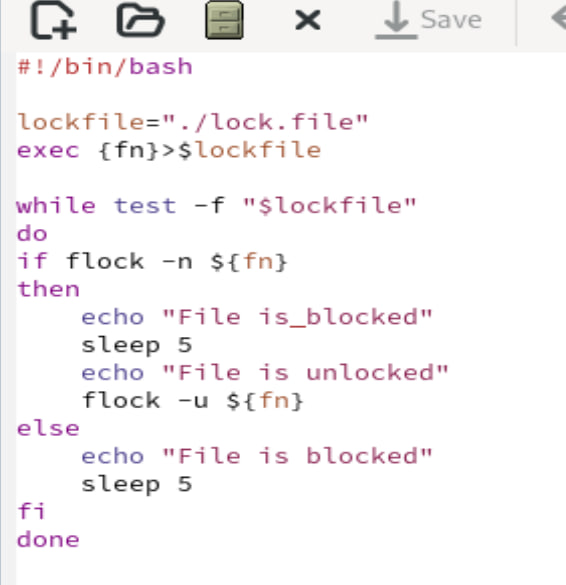 Save
#!/bin/bash
lockfile="./lock.file"
exec {fn}>$lockfile
while test -f "$lockfile"
do
if flock -n ${fn}
then
    echo "File is_blocked"
    sleep 5
    echo "File is unlocked"
    flock -u ${fn}
else
    echo "File is blocked"
    sleep 5
fi
done